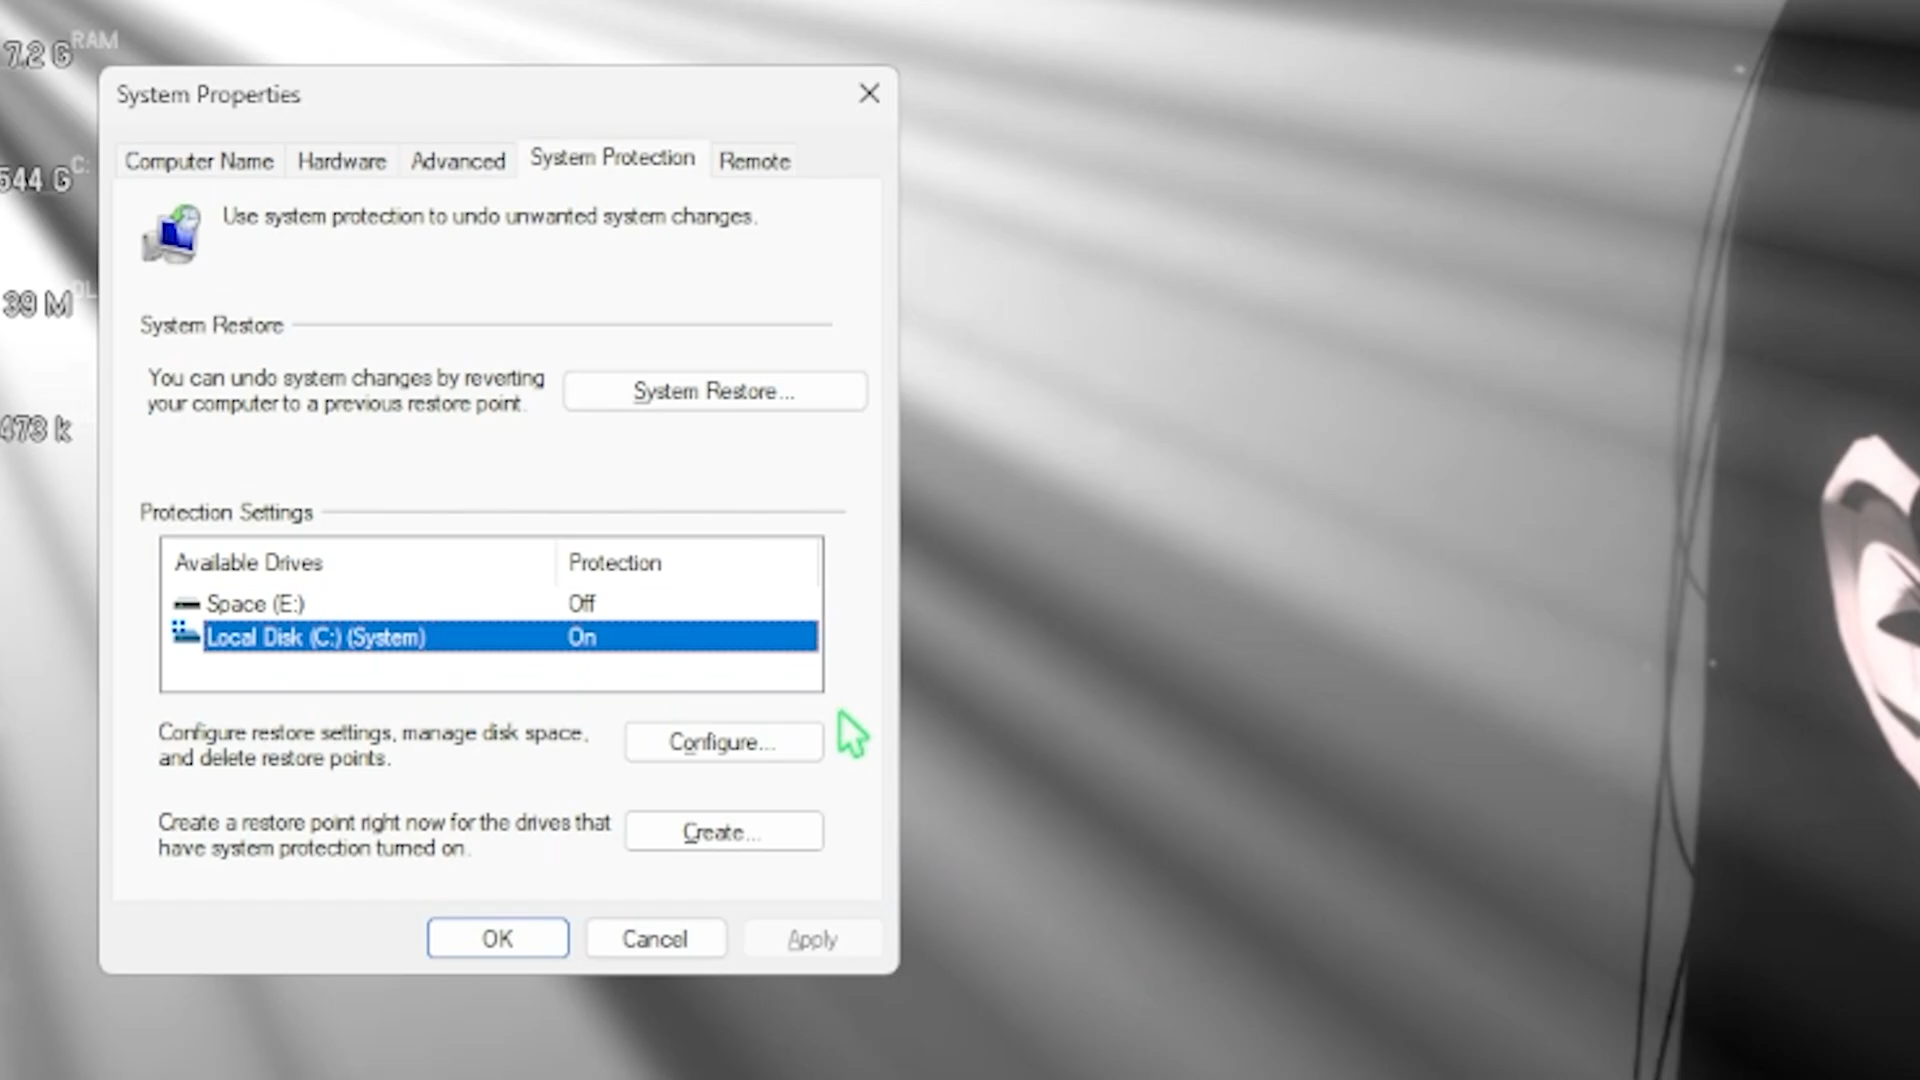 RAM
7.2 G
System Properties
Computer Name Hardware Advanced System Protection Remote
C:
544 G
Use system protection to undo unwanted system changes.
39 M
System Restore
You can undo system changes by reverting
your computer to a previous restore point.
System Restore...
473 k
Protection Settings
Available Drives Protection
Space (E:) Off
Local Disk (C:) (System) On
Configure restore settings, manage disk space,
and delete restore points.
Configure...
Create a restore point right now for the drives that
have system protection turned on.
Create...
OK Cancel Apply